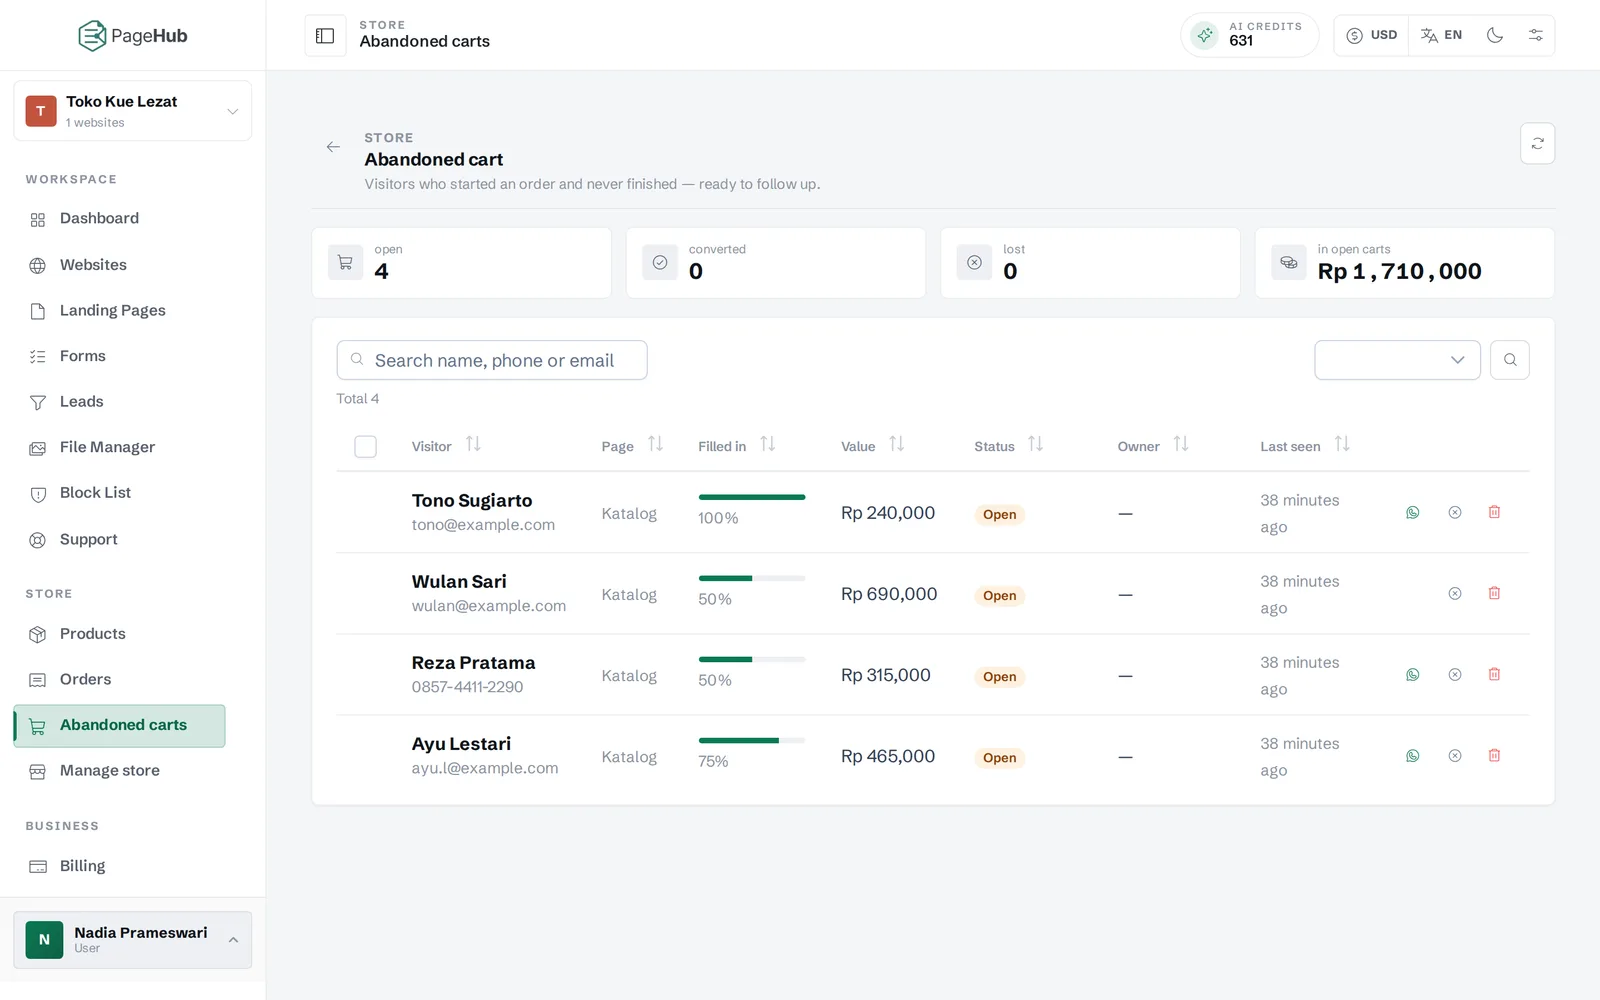 PageHub
STORE
Abandoned carts
AI CREDITS
631
USD
EN
T
Toko Kue Lezat
1 websites
WORKSPACE
Dashboard
Websites
Landing Pages
Forms
Leads
File Manager
Block List
Support
STORE
Products
Orders
Abandoned carts
Manage store
BUSINESS
Billing
N
Nadia Prameswari
User
STORE
Abandoned cart
Visitors who started an order and never finished — ready to follow up.
open
4
converted
0
lost
0
in open carts
Rp 1,710,000
Search name, phone or email
Total 4
Visitor Page Filled in Value Status Owner Last seen
Tono Sugiarto
tono@example.com
Katalog
100%
Rp 240,000
Open
—
38 minutes
ago
Wulan Sari
wulan@example.com
Katalog
50%
Rp 690,000
Open
—
38 minutes
ago
Reza Pratama
0857-4411-2290
Katalog
50%
Rp 315,000
Open
—
38 minutes
ago
Ayu Lestari
ayu.l@example.com
Katalog
75%
Rp 465,000
Open
—
38 minutes
ago